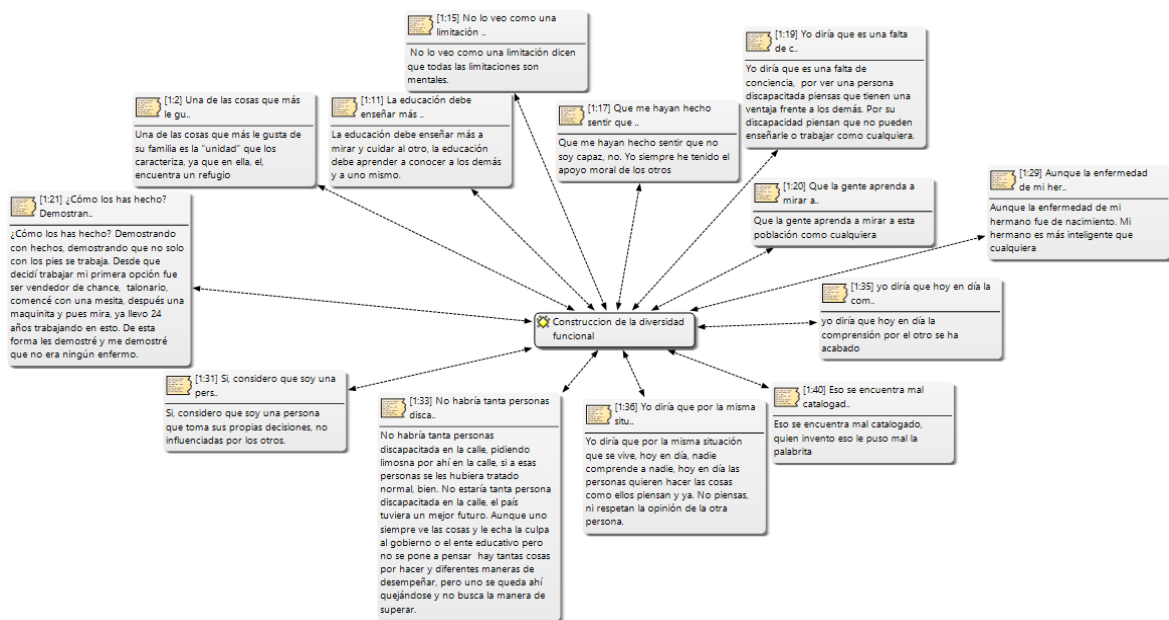 [1:15] No lo veo como una
limitación ..
No lo veo como una limitación dicen
que todas las limitaciones son
mentales.
[1:19] Yo diría que es una falta
de c..
Yo diría que es una falta de
conciencia,  por ver una persona
discapacitada piensas que tienen una
ventaja frente a los demás. Por su
discapacidad piensan que no pueden
enseñarle o trabajar como cualquiera.
[1:2] Una de las cosas que más
le gu..
Una de las cosas que más le gusta de
su familia es la “unidad” que los
caracteriza, ya que en ella, el,
encuentra un refugio
[1:11] La educación debe
enseñar más ..
La educación debe enseñar más a
mirar y cuidar al otro, la educación
debe aprender a conocer a los demás
y a uno mismo.
[1:17] Que me hayan hecho
sentir que ..
Que me hayan hecho sentir que no
soy capaz, no. Yo siempre he tenido el
apoyo moral de los otros
[1:20] Que la gente aprenda a
mirar a..
Que la gente aprenda a mirar a esta
población como cualquiera
[1:29] Aunque la enfermedad
de mi her..
Aunque la enfermedad de mi
hermano fue de nacimiento. Mi
hermano es más inteligente que
cualquiera
[1:21] ¿Cómo los has hecho?
Demostran..
¿Cómo los has hecho? Demostrando
con hechos, demostrando que no solo
con los pies se trabaja. Desde que
decidí trabajar mi primera opción fue
ser vendedor de chance,  talonario,
comencé con una mesita, después una
maquinita y pues mira, ya llevo 24
años trabajando en esto. De esta
forma les demostré y me demostré
que no era ningún enfermo.
[1:35] yo diría que hoy en día la
com..
yo diría que hoy en día la
comprensión por el otro se ha
acabado
Construccion de la diversidad
funcional
[1:31] Si, considero que soy una
pers..
Si, considero que soy una persona
que toma sus propias decisiones, no
influenciadas por los otros.
[1:33] No habría tanta personas
disca..
No habría tanta personas
discapacitada en la calle, pidiendo
limosna por ahí en la calle, si a esas
personas se les hubiera tratado
normal, bien. No estaría tanta persona
discapacitada en la calle, el país
tuviera un mejor futuro. Aunque uno
siempre ve las cosas y le echa la culpa
al gobierno o el ente educativo pero
no se pone a pensar  hay tantas cosas
por hacer y diferentes maneras de
desempeñar, pero uno se queda ahí
quejándose y no busca la manera de
superar.
[1:36] Yo diría que por la misma
situ..
Yo diría que por la misma situación
que se vive, hoy en día, nadie
comprende a nadie, hoy en día las
personas quieren hacer las cosas
como ellos piensan y ya. No piensas,
ni respetan la opinión de la otra
persona.
[1:40] Eso se encuentra mal
catalogad..
Eso se encuentra mal catalogado,
quien invento eso le puso mal la
palabrita